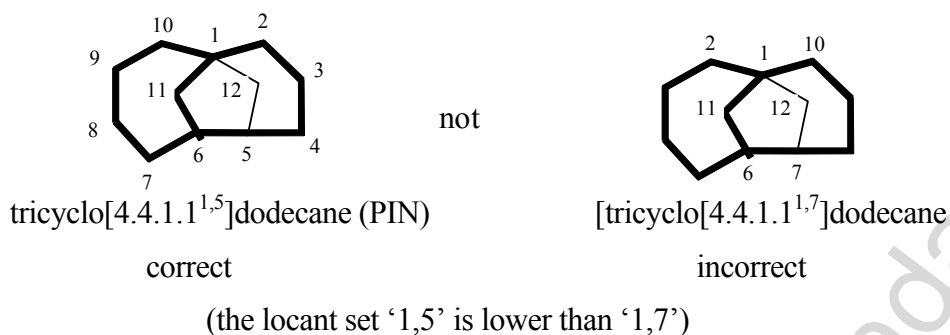 10 1 2 2 1 10
9 3
11 12 11 12
8 4
6 5 6 7
7
not
tricyclo[4.4.1.1^{1,5}]dodecane (PIN) [tricyclo[4.4.1.1^{1,7}]dodecane
correct incorrect
(the locant set ‘1,5’ is lower than ‘1,7’)